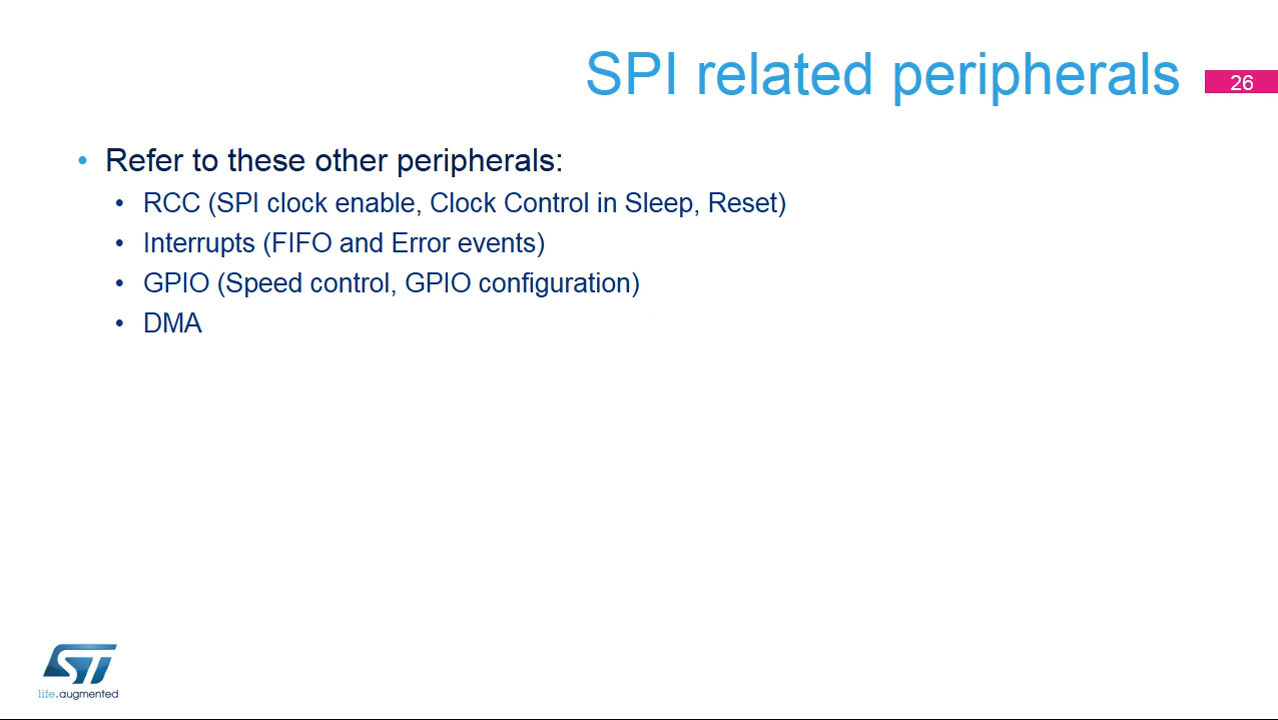 SPI related peripherals
26
• Refer to these other peripherals:
• RCC (SPI clock enable, Clock Control in Sleep, Reset)
• Interrupts (FIFO and Error events)
• GPIO (Speed control, GPIO configuration)
• DMA
ST
life.augmented